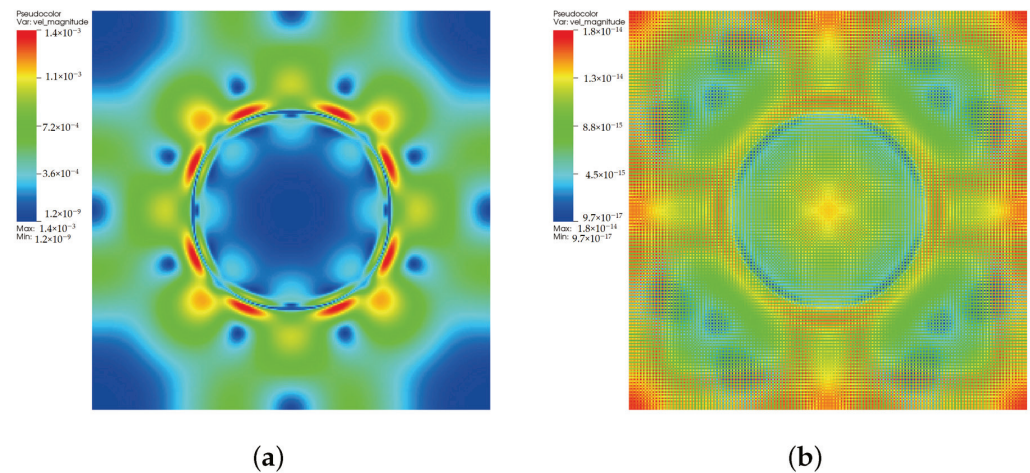 Pseudocolor
Var: vel_magnitude
1.4×10⁻³
1.1×10⁻³
7.2×10⁻⁴
3.6×10⁻⁴
1.2×10⁻⁹
Max: 1.4×10⁻³
Min: 1.2×10⁻⁹
(a)
Pseudocolor
Var: vel_magnitude
1.8×10⁻¹⁴
1.3×10⁻¹⁴
8.8×10⁻¹⁵
4.5×10⁻¹⁵
9.7×10⁻¹⁷
Max: 1.8×10⁻¹⁴
Min: 9.7×10⁻¹⁷
(b)